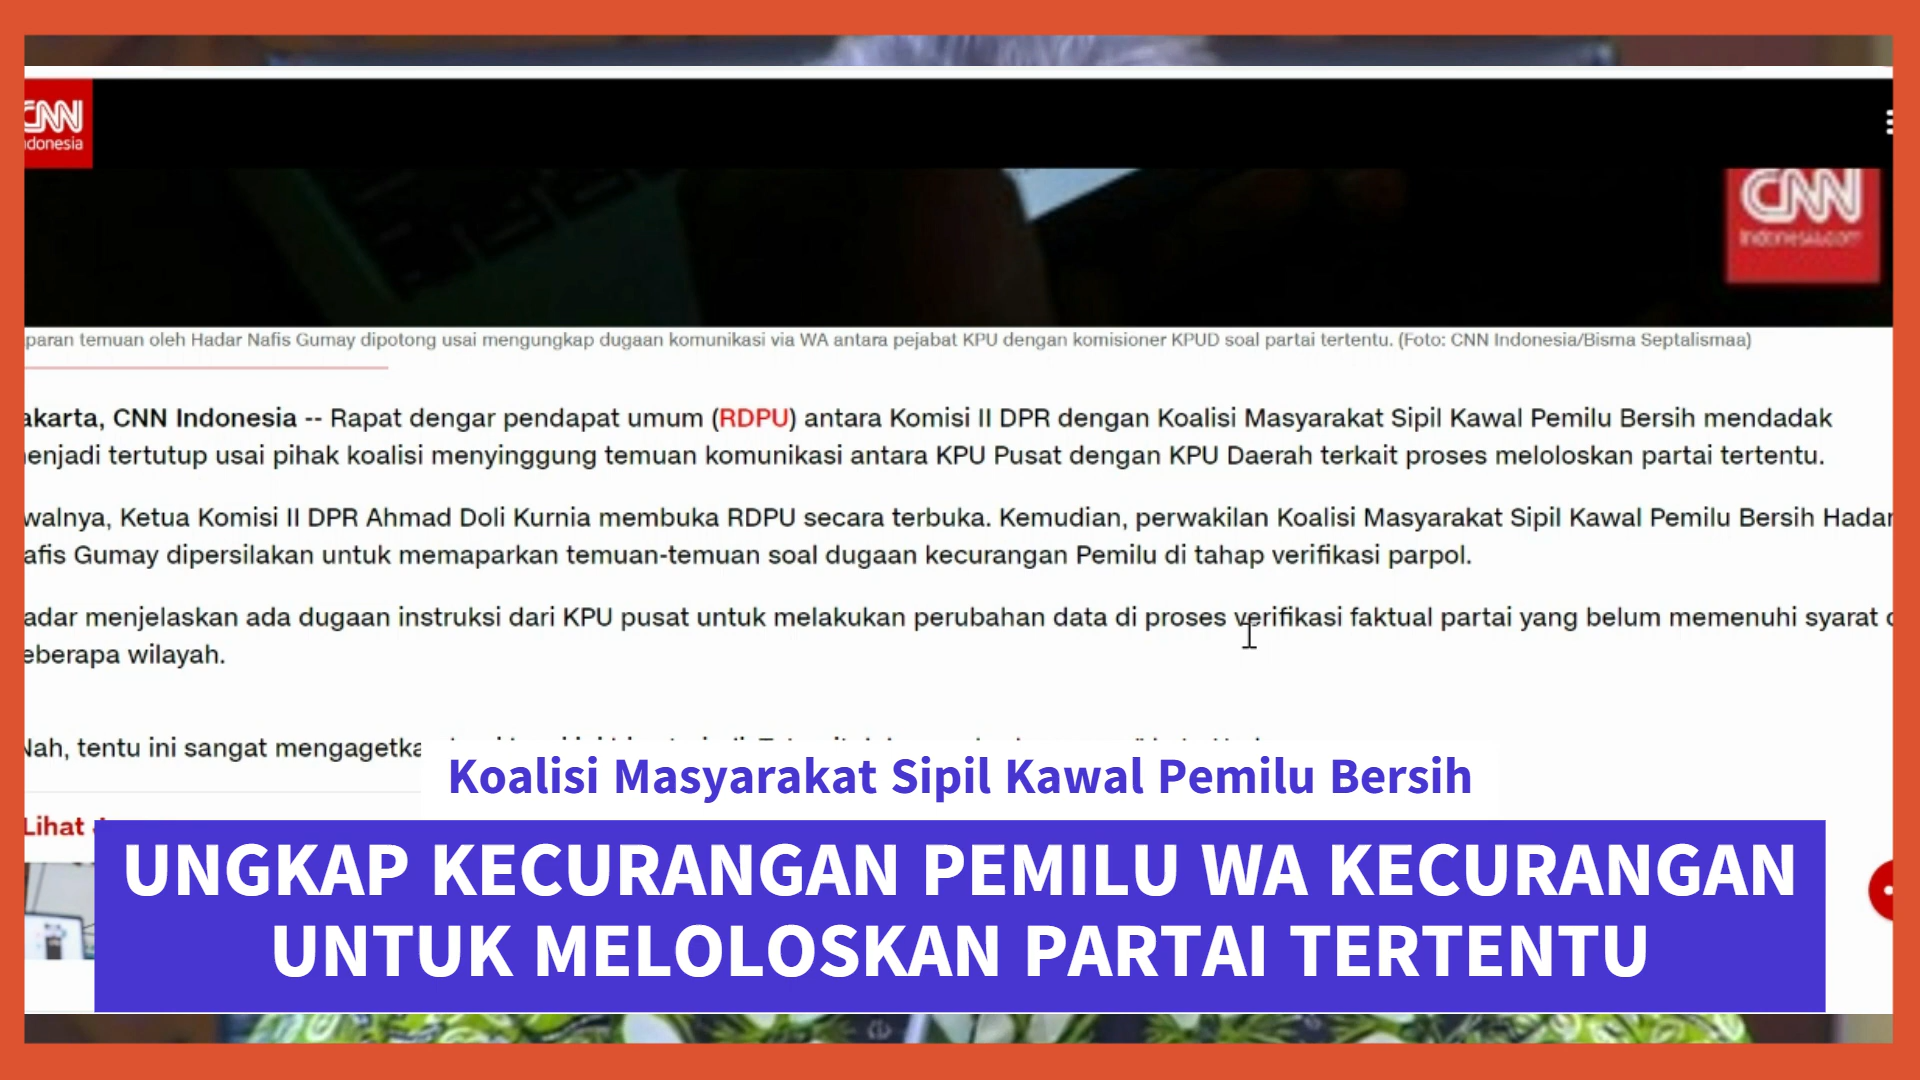 CNN
ndonesia
CNN
Indonesia.com
paran temuan oleh Hadar Nafis Gumay dipotong usai mengungkap dugaan komunikasi via WA antara pejabat KPU dengan komisioner KPUD soal partai tertentu. (Foto: CNN Indonesia/Bisma Septalismaa)
akarta, CNN Indonesia -- Rapat dengar pendapat umum (RDPU) antara Komisi II DPR dengan Koalisi Masyarakat Sipil Kawal Pemilu Bersih mendadak
enjadi tertutup usai pihak koalisi menyinggung temuan komunikasi antara KPU Pusat dengan KPU Daerah terkait proses meloloskan partai tertentu.
walnya, Ketua Komisi II DPR Ahmad Doli Kurnia membuka RDPU secara terbuka. Kemudian, perwakilan Koalisi Masyarakat Sipil Kawal Pemilu Bersih Hadar
afis Gumay dipersilakan untuk memaparkan temuan-temuan soal dugaan kecurangan Pemilu di tahap verifikasi parpol.
adar menjelaskan ada dugaan instruksi dari KPU pusat untuk melakukan perubahan data di proses verifikasi faktual partai yang belum memenuhi syarat
eberapa wilayah.
Nah, tentu ini sangat mengagetka
Koalisi Masyarakat Sipil Kawal Pemilu Bersih
Lihat
UNGKAP KECURANGAN PEMILU WA KECURANGAN
UNTUK MELOLOSKAN PARTAI TERTENTU